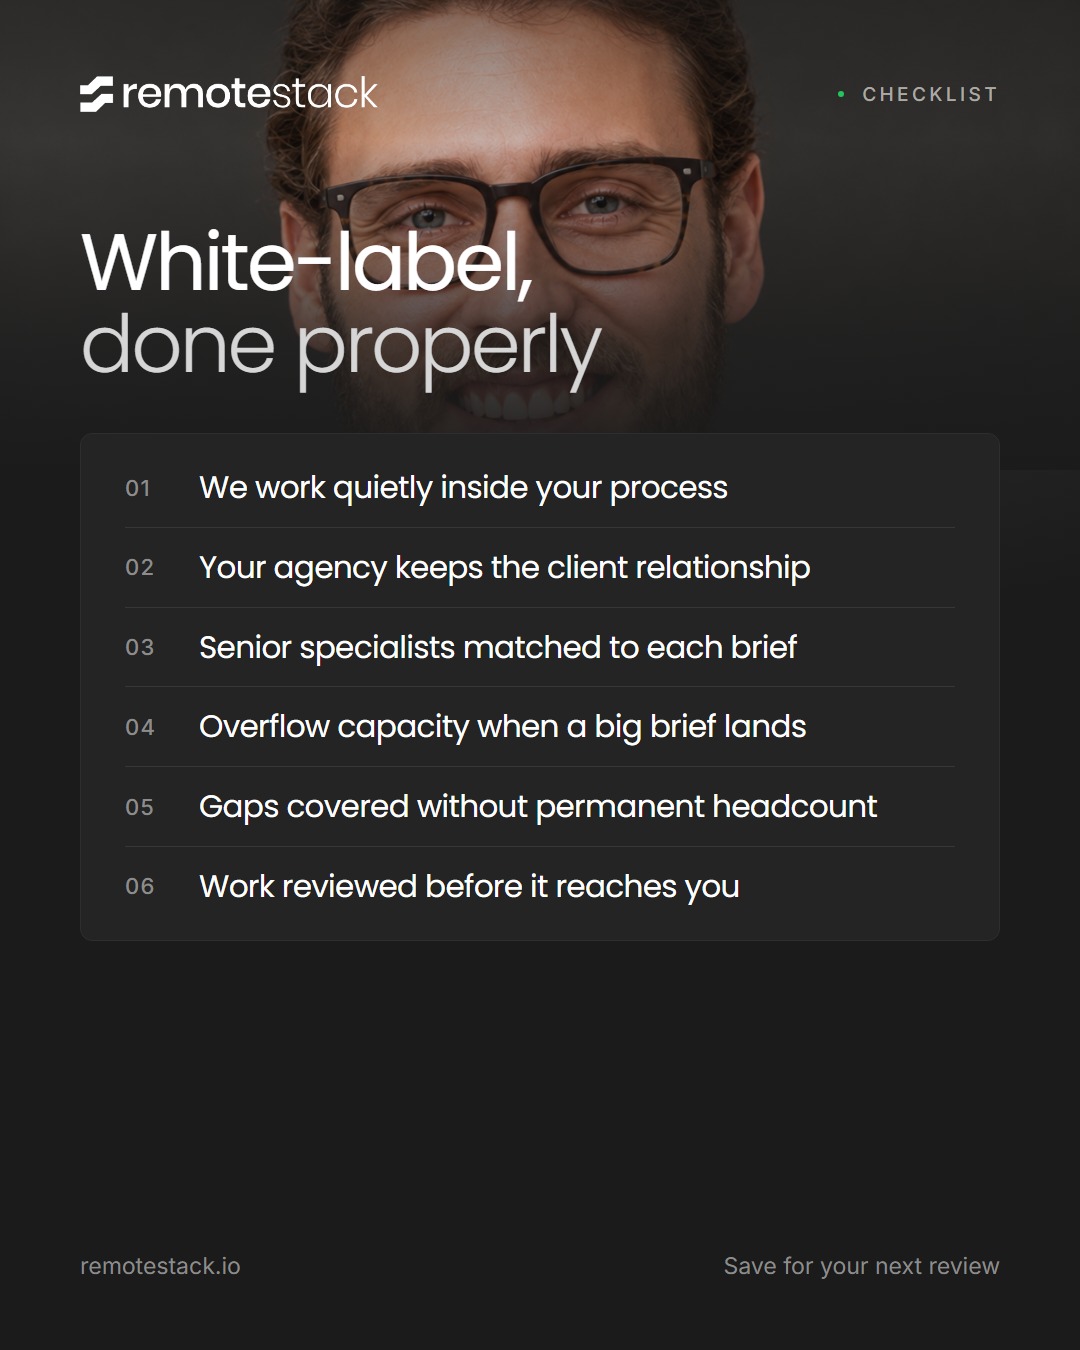 remotestack
CHECKLIST
White-label,
done properly
01 We work quietly inside your process
02 Your agency keeps the client relationship
03 Senior specialists matched to each brief
04 Overflow capacity when a big brief lands
05 Gaps covered without permanent headcount
06 Work reviewed before it reaches you
remotestack.io
Save for your next review